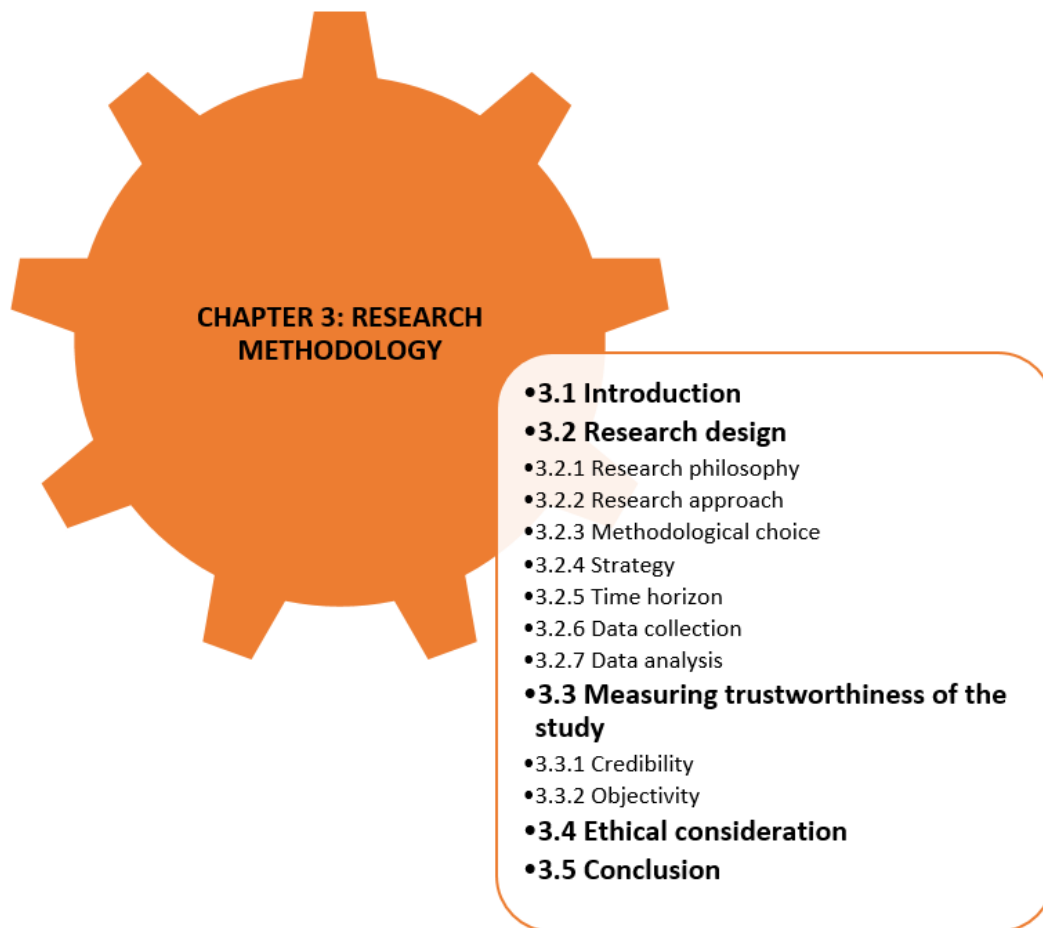 CHAPTER 3: RESEARCH
METHODOLOGY
•3.1 Introduction
•3.2 Research design
•3.2.1 Research philosophy
•3.2.2 Research approach
•3.2.3 Methodological choice
•3.2.4 Strategy
•3.2.5 Time horizon
•3.2.6 Data collection
•3.2.7 Data analysis
•3.3 Measuring trustworthiness of the
study
•3.3.1 Credibility
•3.3.2 Objectivity
•3.4 Ethical consideration
•3.5 Conclusion